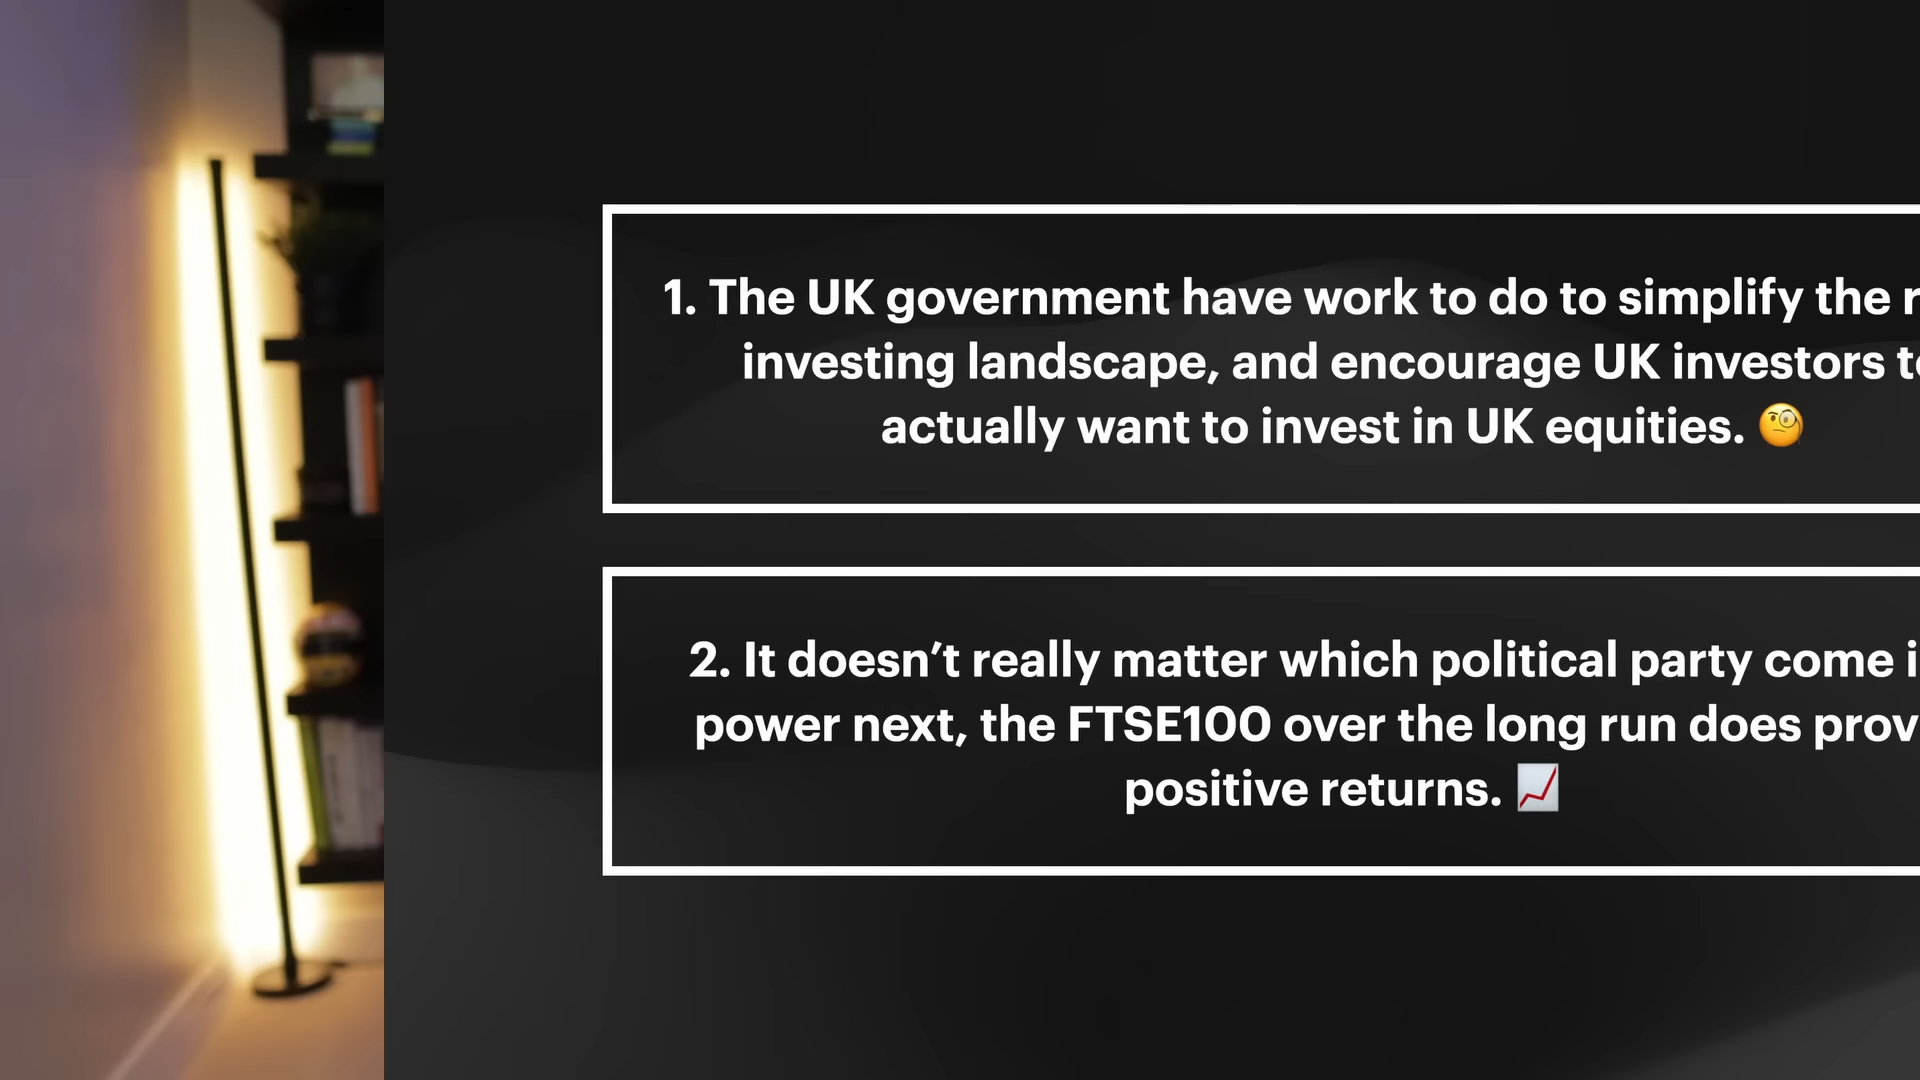 1. The UK government have work to do to simplify the
investing landscape, and encourage UK investors
actually want to invest in UK equities. 🧐
2. It doesn’t really matter which political party come
power next, the FTSE100 over the long run does
positive returns. 📈